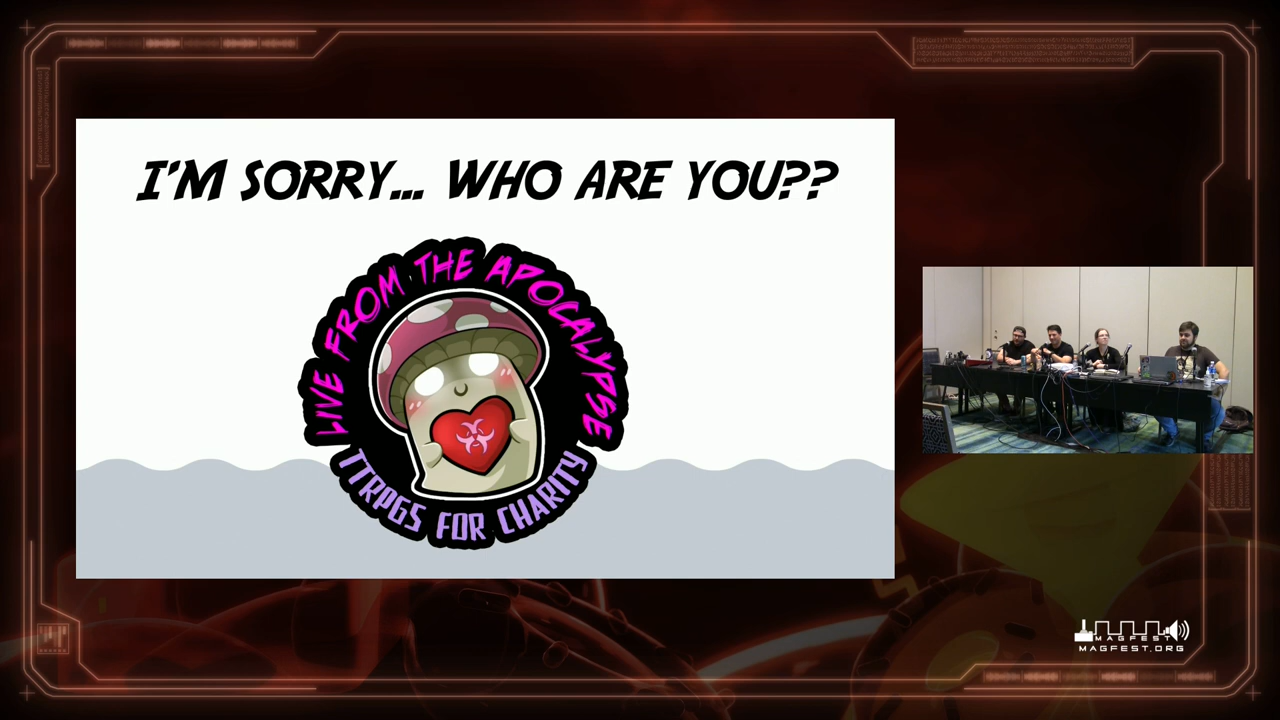 I'M SORRY... WHO ARE YOU??
LIVE FROM THE APOCALYPSE
TTRPGS FOR CHARITY
MAGFEST
MAGFEST.ORG